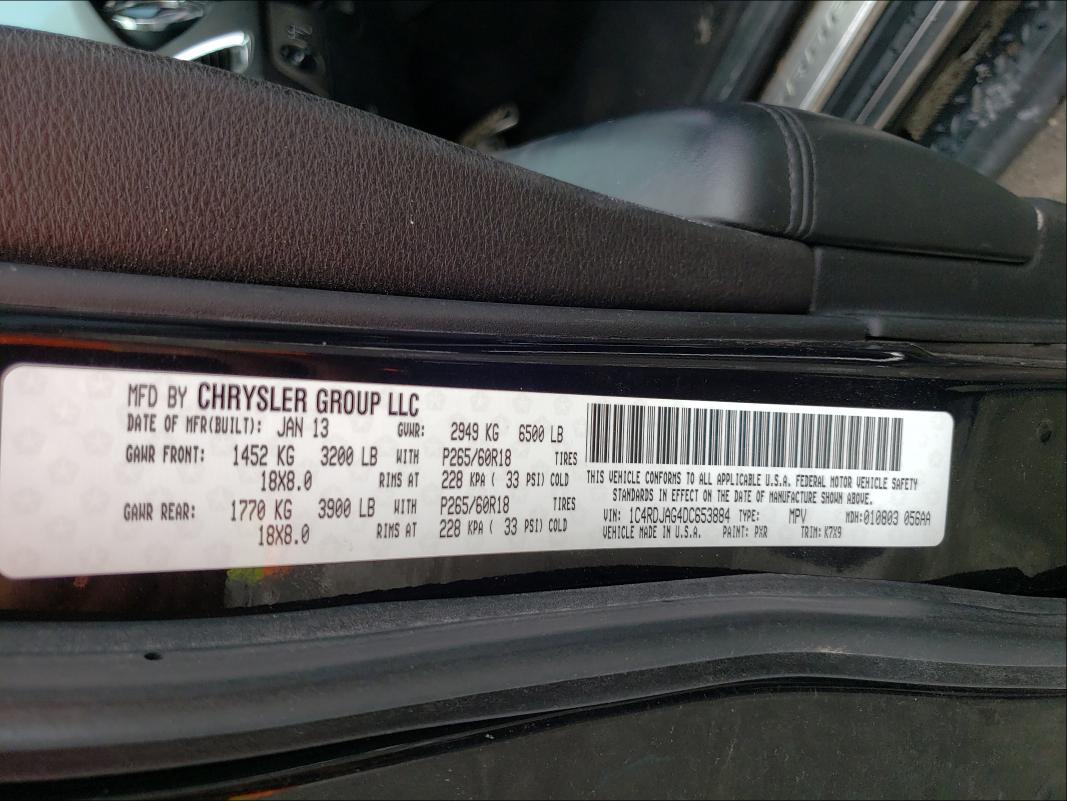 MFD BY CHRYSLER GROUP LLC
DATE OF MFR(BUILT): JAN 13 GVWR: 2949 KG 6500 LB
GAWR FRONT: 1452 KG 3200 LB WITH P265/60R18 TIRES
18X8.0 RIMS AT 228 KPA ( 33 PSI) COLD
GAWR REAR: 1770 KG 3900 LB WITH P265/60R18 TIRES
18X8.0 RIMS AT 228 KPA ( 33 PSI) COLD
THIS VEHICLE CONFORMS TO ALL APPLICABLE U.S.A. FEDERAL MOTOR VEHICLE SAFETY
STANDARDS IN EFFECT ON THE DATE OF MANUFACTURE SHOWN ABOVE.
VIN: 1C4RDJAG4DC653884 TYPE: MPV MDH: 010803 056AA
VEHICLE MADE IN U.S.A. PAINT: PXR TRIM: K7X9